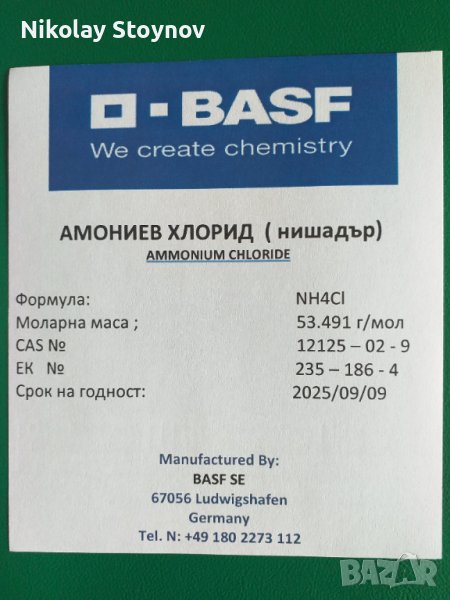 Nikolay Stoynov
BASF
We create chemistry
АМОНИЕВ ХЛОРИД ( нишадър)
AMMONIUM CHLORIDE
Формула: NH4Cl
Моларна маса ; 53.491 г/мол
CAS № 12125 – 02 - 9
ЕК № 235 – 186 - 4
Срок на годност: 2025/09/09
Manufactured By:
BASF SE
67056 Ludwigshafen
Germany
Tel. N: +49 180 2273 112
BAZAR